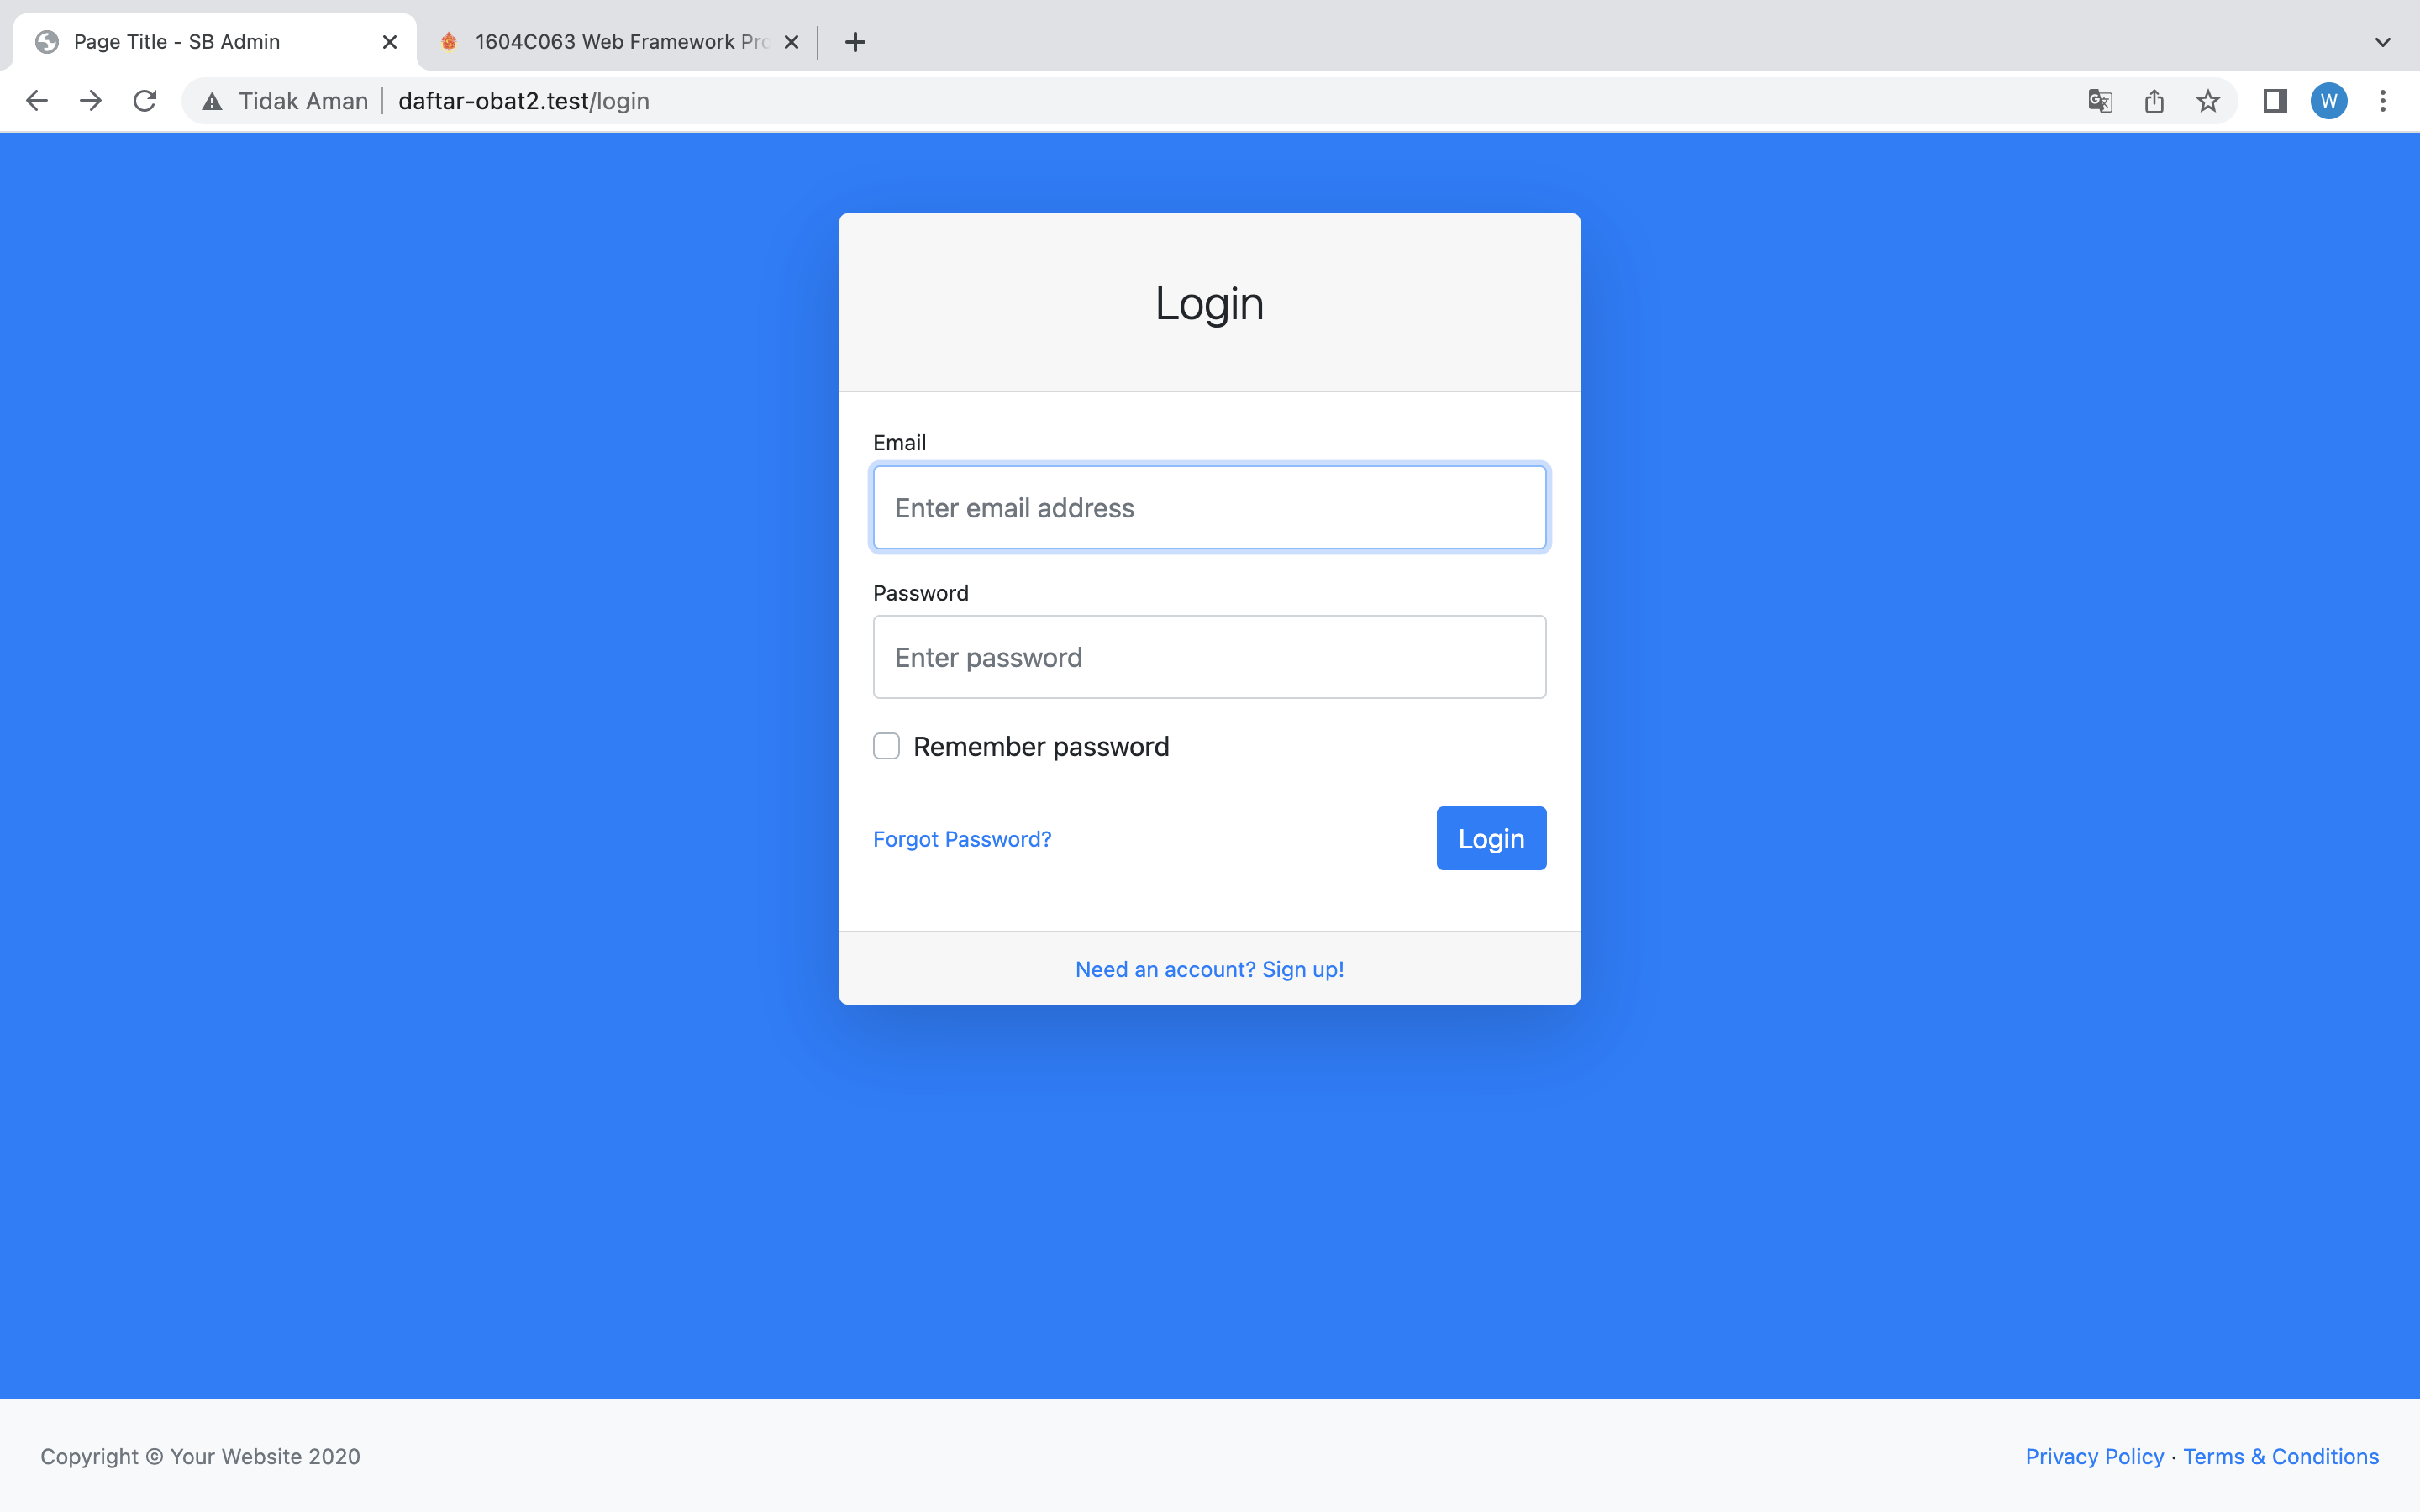 Page Title - SB Admin
1604C063 Web Framework Pro
Tidak Aman
daftar-obat2.test/login
W
Login
Email
Enter email address
Password
Enter password
Remember password
Forgot Password?
Login
Need an account? Sign up!
Copyright © Your Website 2020
Privacy Policy · Terms & Conditions